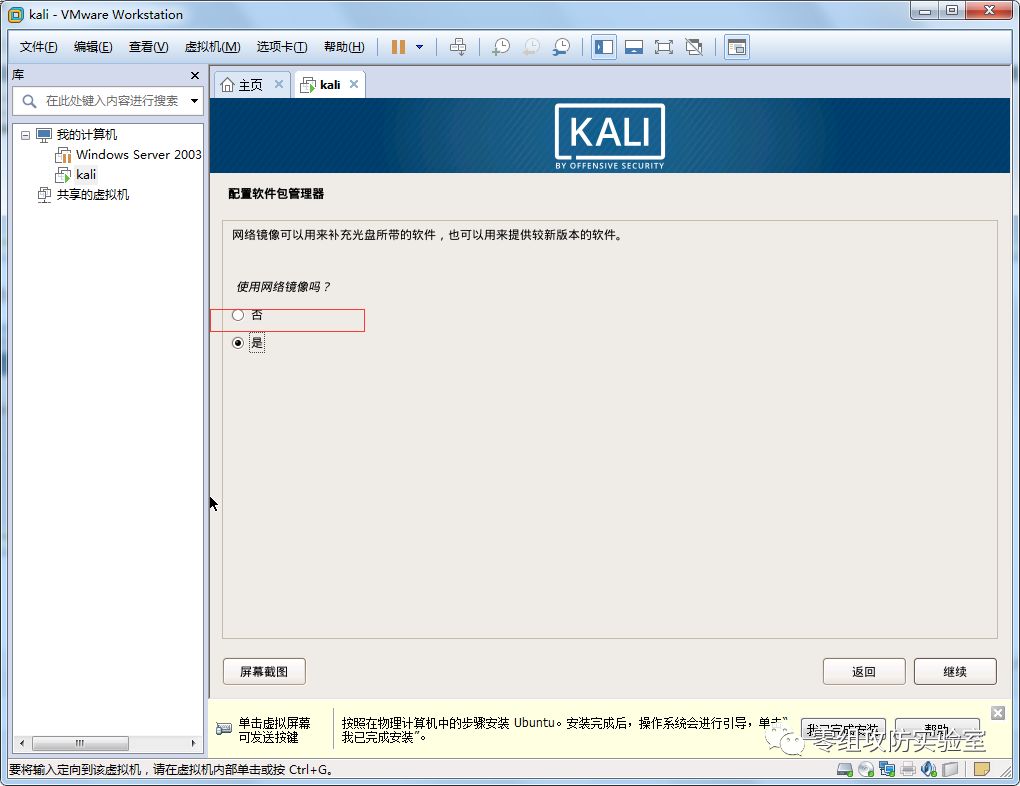 kali - VMware Workstation
文件(F) 编辑(E) 查看(V) 虚拟机(M) 选项卡(T) 帮助(H)
库
在此处键入内容进行搜索
我的计算机
Windows Server 2003
kali
共享的虚拟机
主页 kali
KALI
BY OFFENSIVE SECURITY
配置软件包管理器
网络镜像可以用来补充光盘所带的软件，也可以用来提供较新版本的软件。
使用网络镜像吗？
否
是
屏幕截图 返回 继续
单击虚拟屏幕
可发送按键
按照在物理计算机中的步骤安装 Ubuntu。安装完成后，操作系统会进行引导，单击“
我已完成安装”。
我已完成安装 帮助
零组攻防实验室
要将输入定向到该虚拟机，请在虚拟机内部单击或按 Ctrl+G。